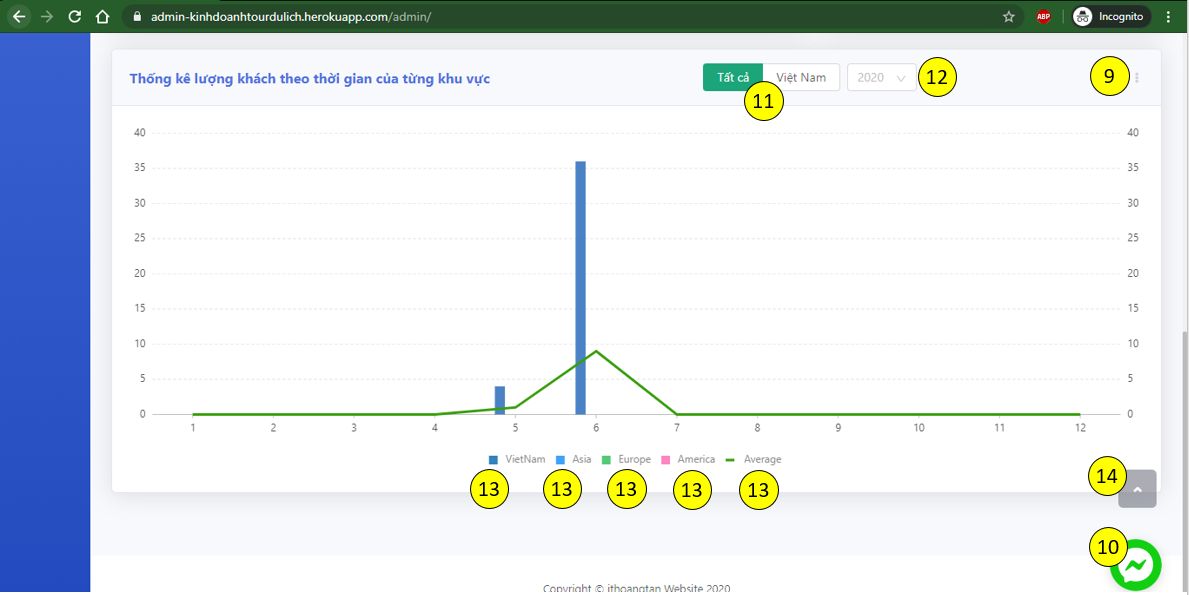 admin-kinhdoanhtourdulich.herokuapp.com/admin/
ABP
Incognito
Thống kê lượng khách theo thời gian của từng khu vực
Tất cả
Việt Nam
2020
12
9
11
40
40
35
35
30
30
25
25
20
20
15
15
10
10
5
5
0
0
1 2 3 4 5 6 7 8 9 10 11 12
VietNam Asia Europe America Average
13 13 13 13 13
14
10
Copyright © ithoangtan Website 2020